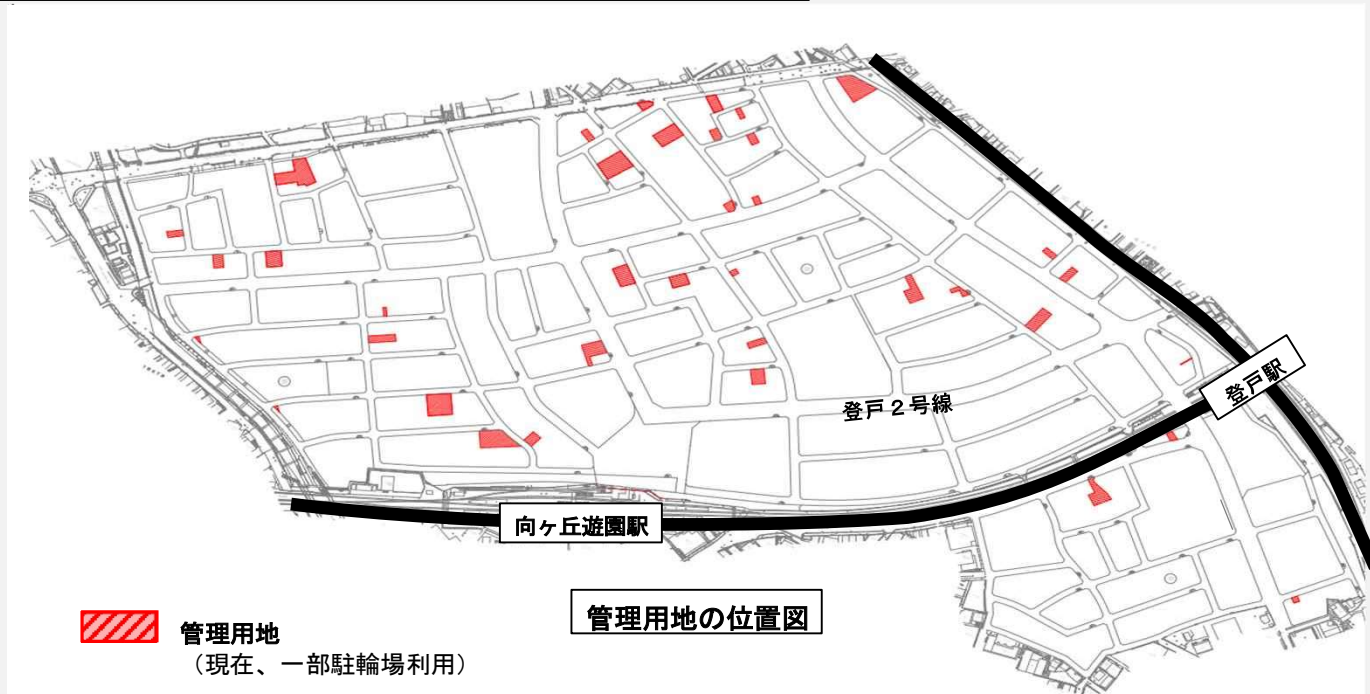 登戸２号線
登戸駅
向ヶ丘遊園駅
管理用地の位置図
管理用地
（現在、一部駐輪場利用）